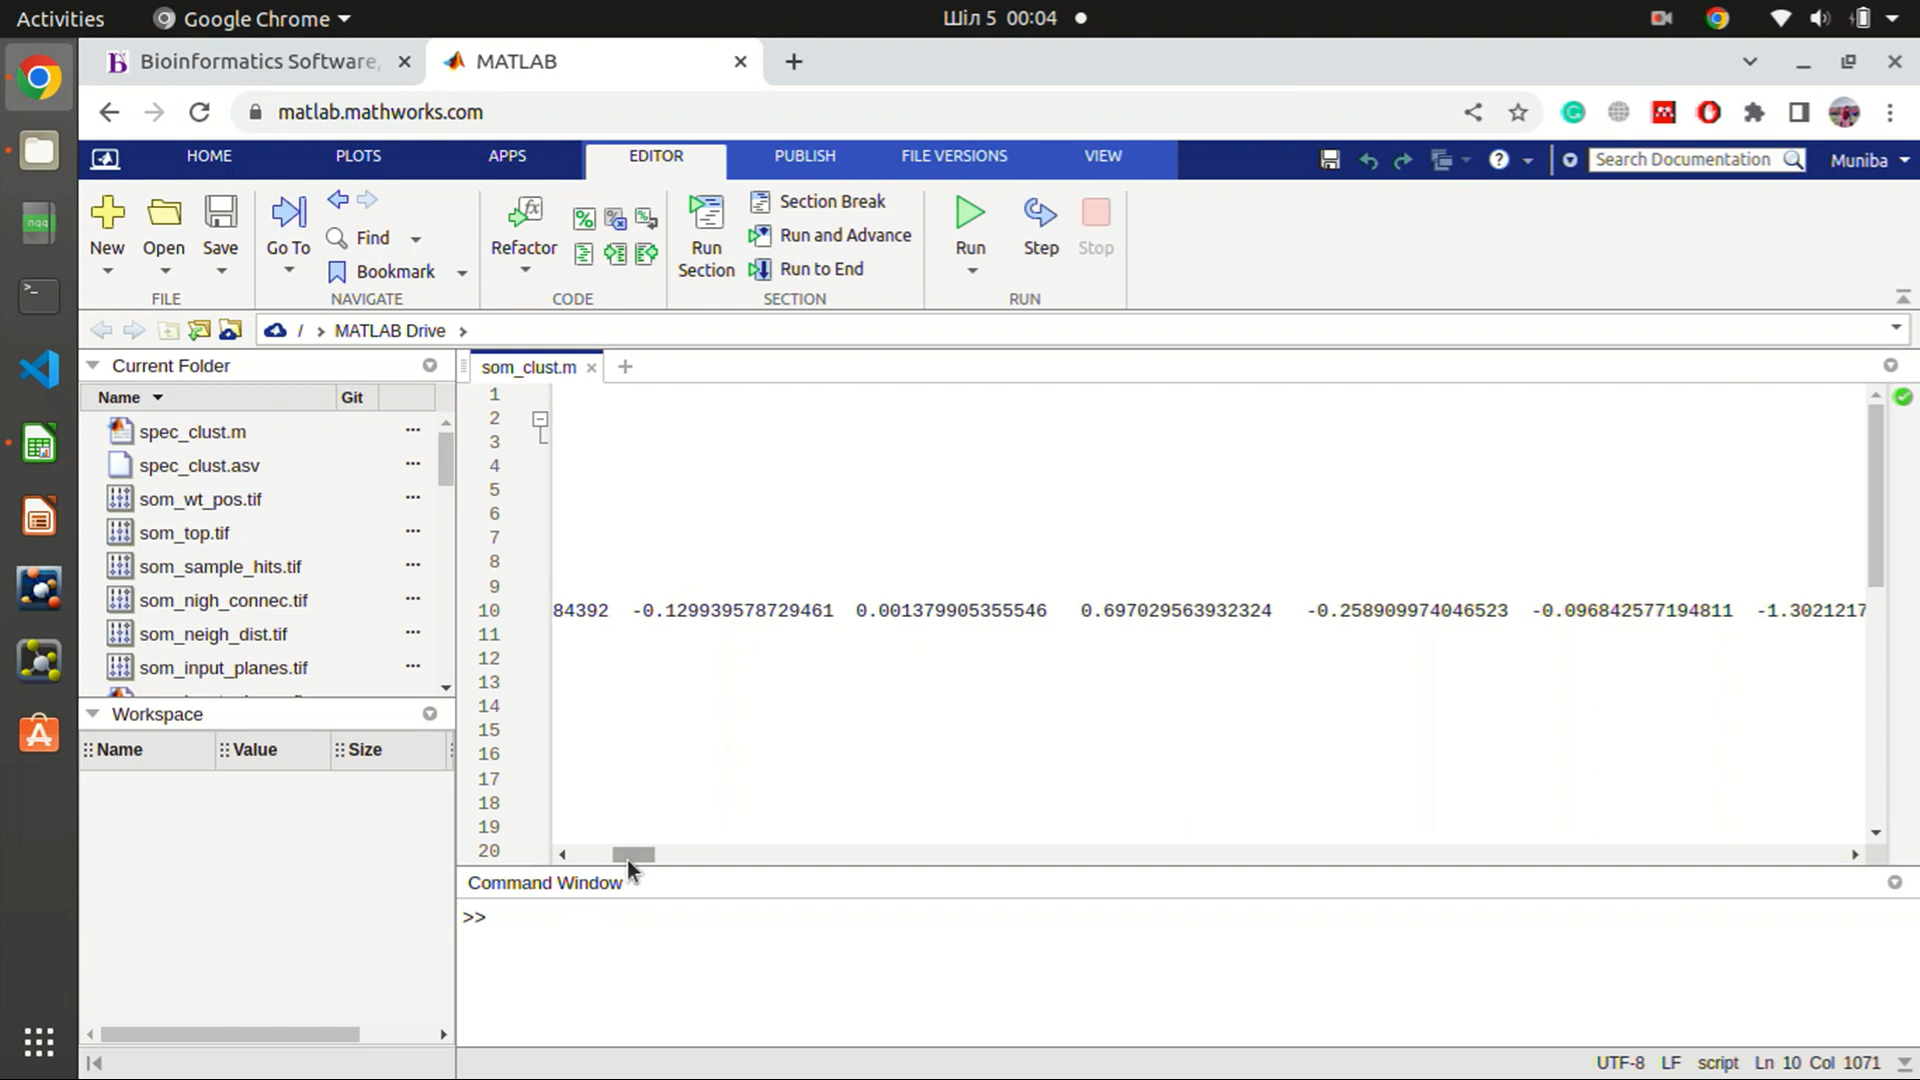 Activities Google Chrome Шіл 5 00:04
Bioinformatics Software, MATLAB
matlab.mathworks.com
HOME PLOTS APPS EDITOR PUBLISH FILE VERSIONS VIEW Search Documentation Muniba
New Open Save Go To Find Bookmark Refactor Run Section Section Break Run and Advance Run to End Run Step Stop
FILE NAVIGATE CODE SECTION RUN
/ MATLAB Drive
Current Folder
Name Git
spec_clust.m
spec_clust.asv
som_wt_pos.tif
som_top.tif
som_sample_hits.tif
som_nigh_connec.tif
som_neigh_dist.tif
som_input_planes.tif
Workspace
Name Value Size
som_clust.m
1
2
3
4
5
6
7
8
9
10 84392 -0.129939578729461 0.001379905355546 0.697029563932324 -0.258909974046523 -0.096842577194811 -1.3021217
11
12
13
14
15
16
17
18
19
20
Command Window
>>
UTF-8 LF script Ln 10 Col 1071